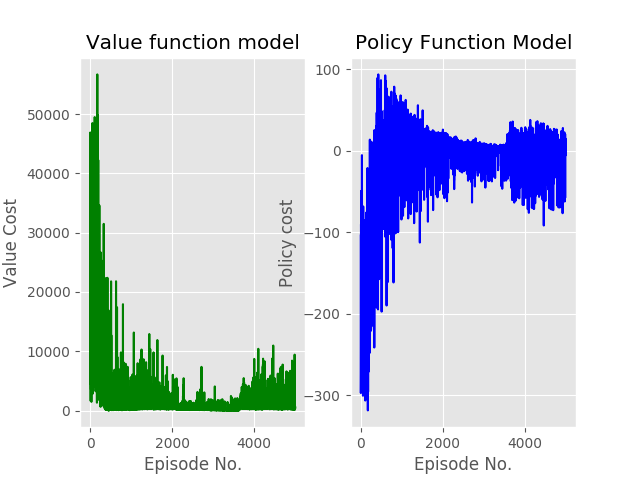 Value function model
Policy Function Model
Value Cost
50000
40000
30000
20000
10000
0
0
2000
4000
Episode No.
Policy cost
100
0
−100
−200
−300
0
2000
4000
Episode No.